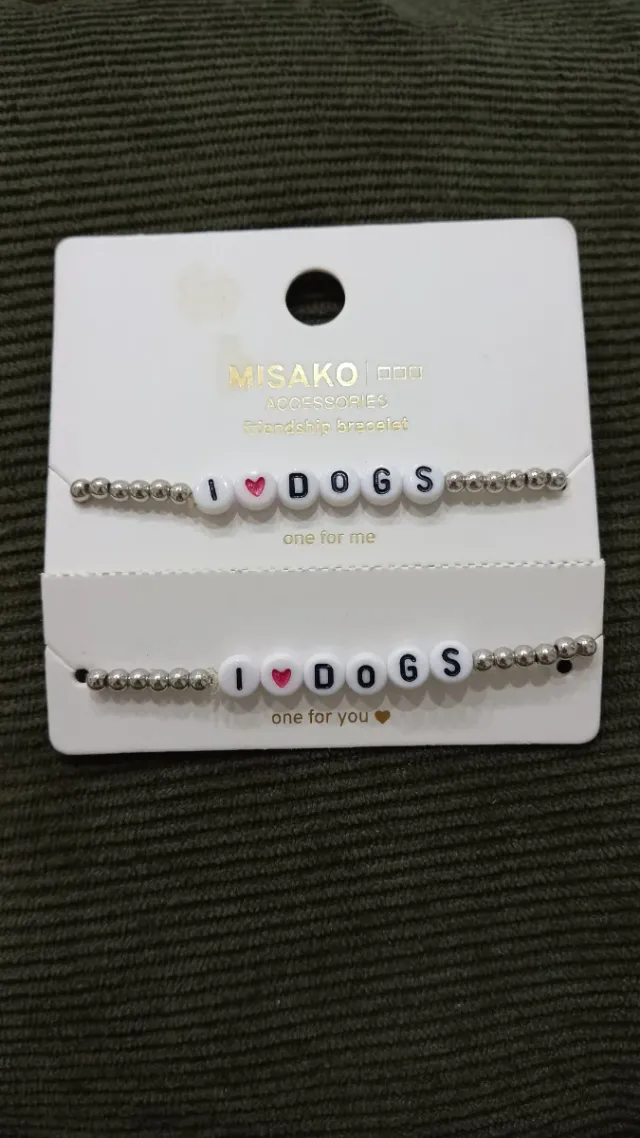 MISAKO
ACCESSORIES
friendship bracelet
I ♥ DOGS
one for me
I ♥ DOGS
one for you ♥